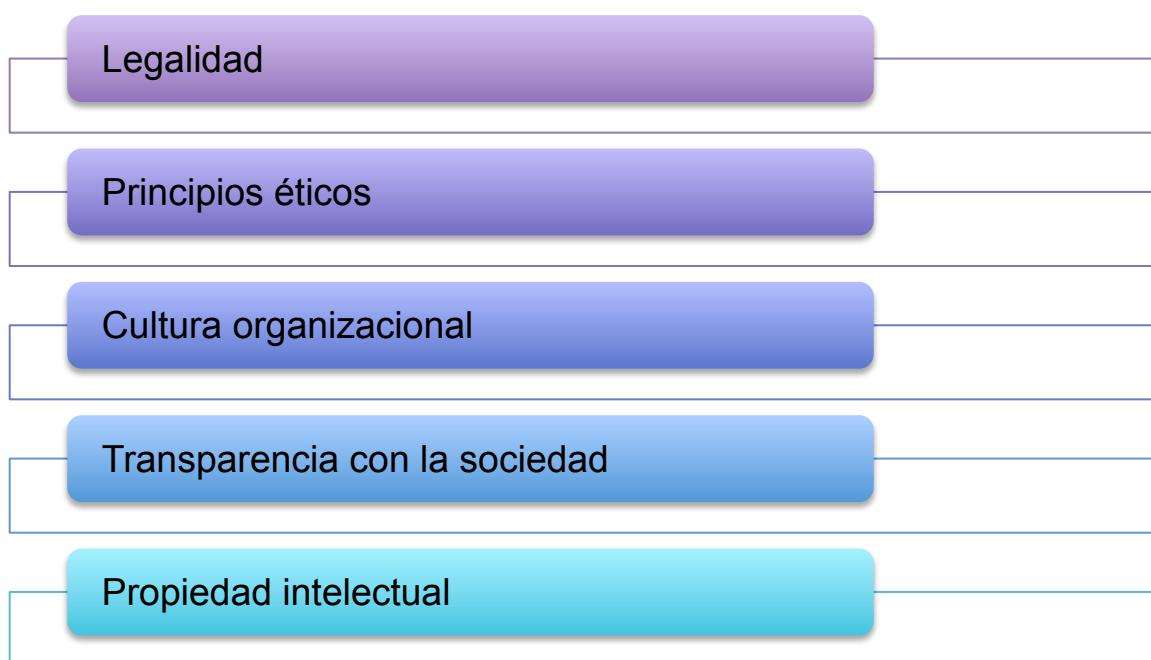 Legalidad
Principios éticos
Cultura organizacional
Transparencia con la sociedad
Propiedad intelectual